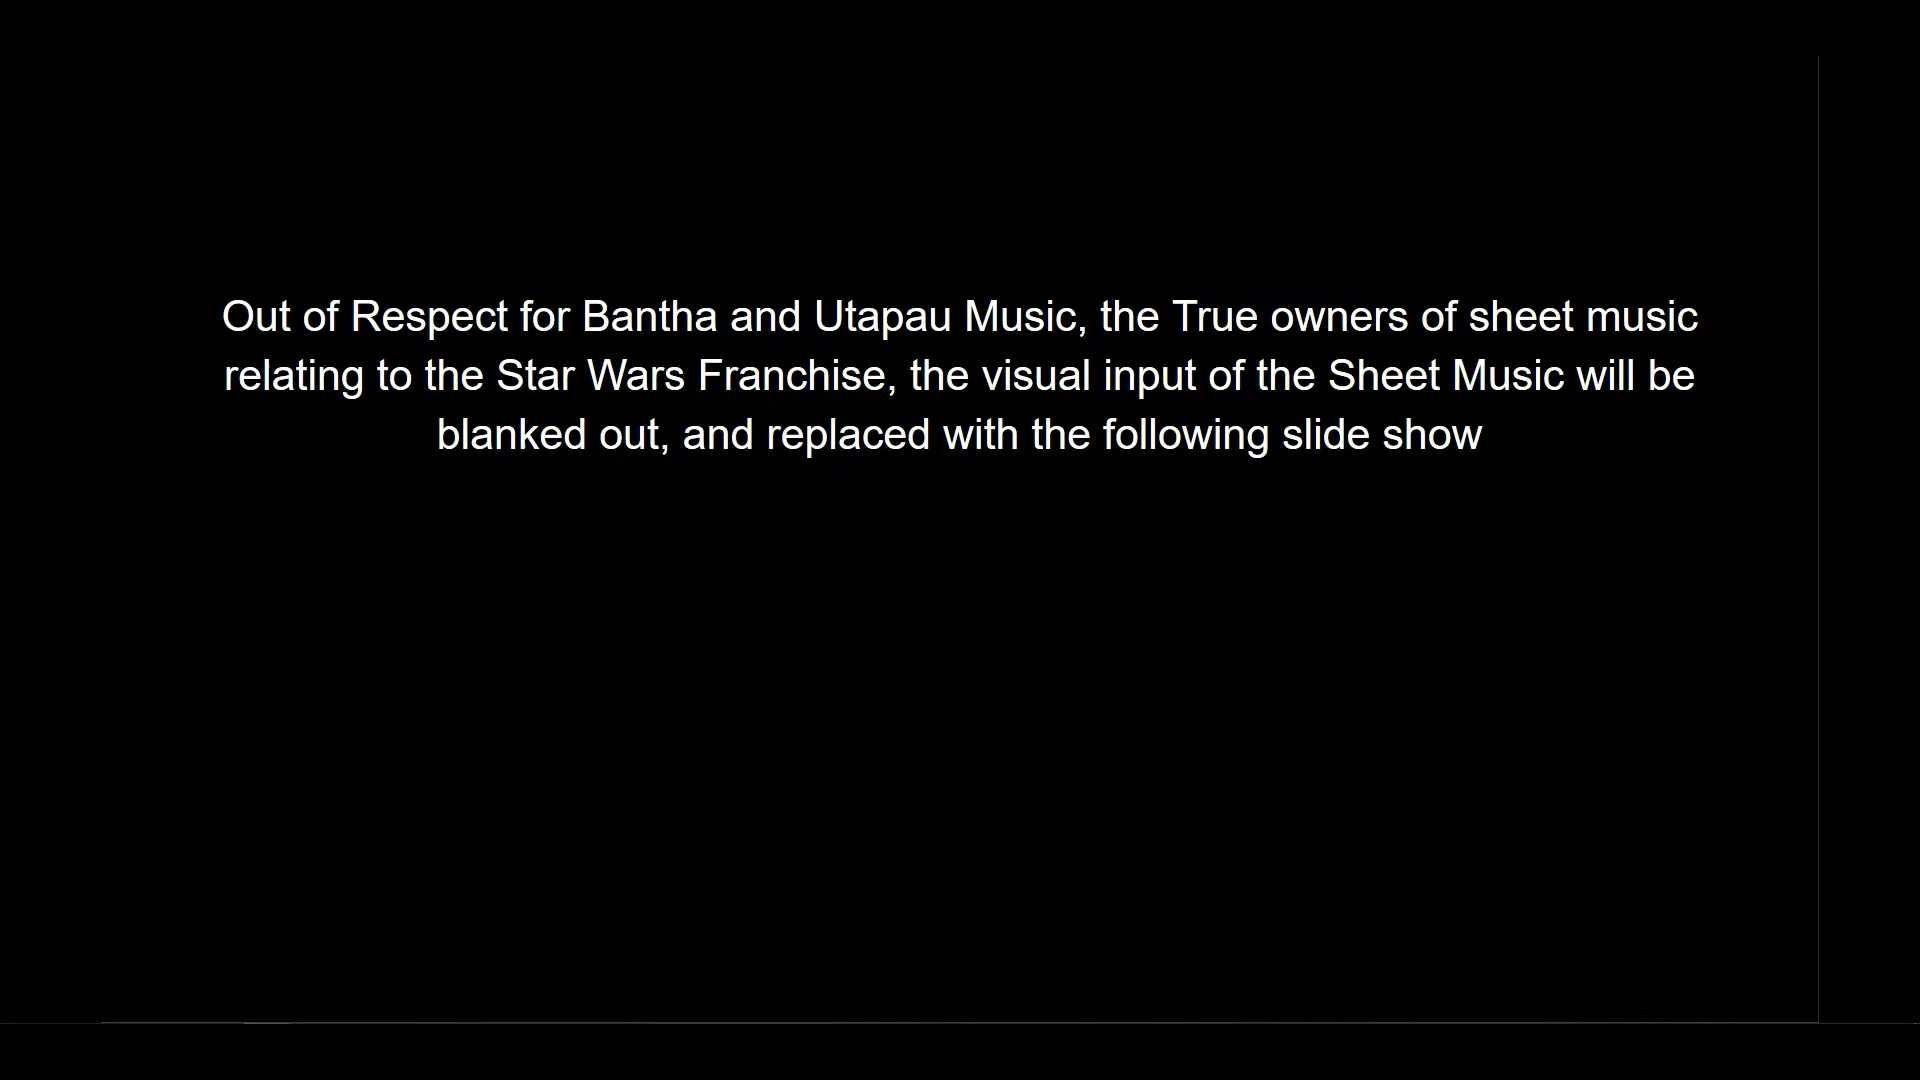 Out of Respect for Bantha and Utapau Music, the True owners of sheet music
relating to the Star Wars Franchise, the visual input of the Sheet Music will be
blanked out, and replaced with the following slide show